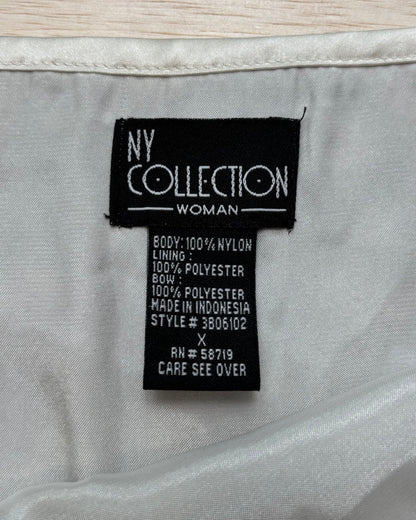 NY
COLLECTION
WOMAN
BODY: 100% NYLON
LINING :
100% POLYESTER
BOW :
100% POLYESTER
MADE IN INDONESIA
STYLE # 3B06102
X
RN # 58719
CARE SEE OVER